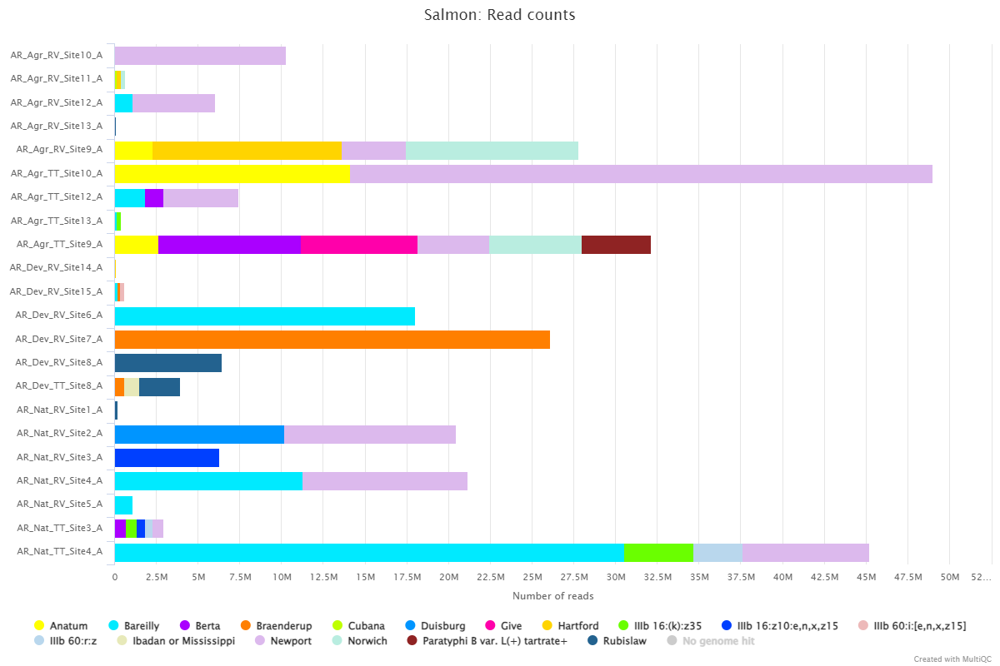 Salmon: Read counts
AR_Agr_RV_Site10_A
AR_Agr_RV_Site11_A
AR_Agr_RV_Site12_A
AR_Agr_RV_Site13_A
AR_Agr_RV_Site9_A
AR_Agr_TT_Site10_A
AR_Agr_TT_Site12_A
AR_Agr_TT_Site13_A
AR_Agr_TT_Site9_A
AR_Dev_RV_Site14_A
AR_Dev_RV_Site15_A
AR_Dev_RV_Site6_A
AR_Dev_RV_Site7_A
AR_Dev_RV_Site8_A
AR_Dev_TT_Site8_A
AR_Nat_RV_Site1_A
AR_Nat_RV_Site2_A
AR_Nat_RV_Site3_A
AR_Nat_RV_Site4_A
AR_Nat_RV_Site5_A
AR_Nat_TT_Site3_A
AR_Nat_TT_Site4_A
0 2.5M 5M 7.5M 10M 12.5M 15M 17.5M 20M 22.5M 25M 27.5M 30M 32.5M 35M 37.5M 40M 42.5M 45M 47.5M 50M 52...
Number of reads
Anatum Bareilly Berta Braenderup Cubana Duisburg Give Hartford IIIb 16:(k):z35 IIIb 16:z10:e,n,x,z15 IIIb 60:i:[e,n,x,z15]
IIIb 60:r:z Ibadan or Mississippi Newport Norwich Paratyphi B var. L(+) tartrate+ Rubislaw No genome hit
Created with MultiQC